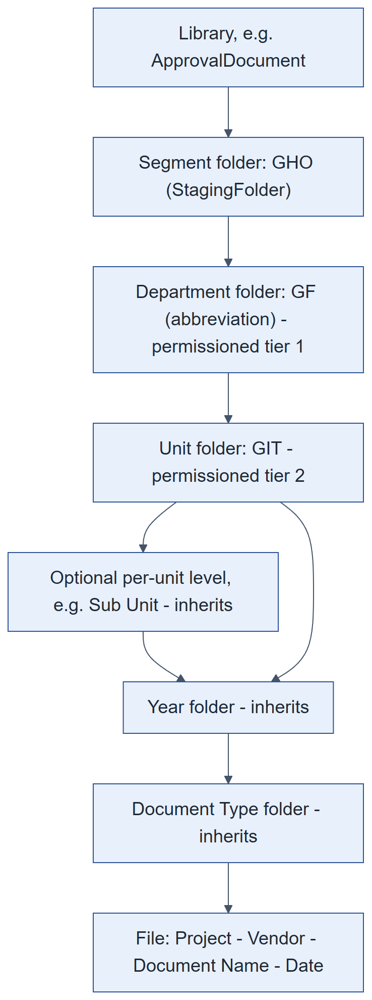 Library, e.g.
ApprovalDocument
Segment folder: GHO
(StagingFolder)
Department folder: GF
(abbreviation) -
permissioned tier 1
Unit folder: GIT -
permissioned tier 2
Optional per-unit level,
e.g. Sub Unit - inherits
Year folder - inherits
Document Type folder -
inherits
File: Project - Vendor -
Document Name - Date